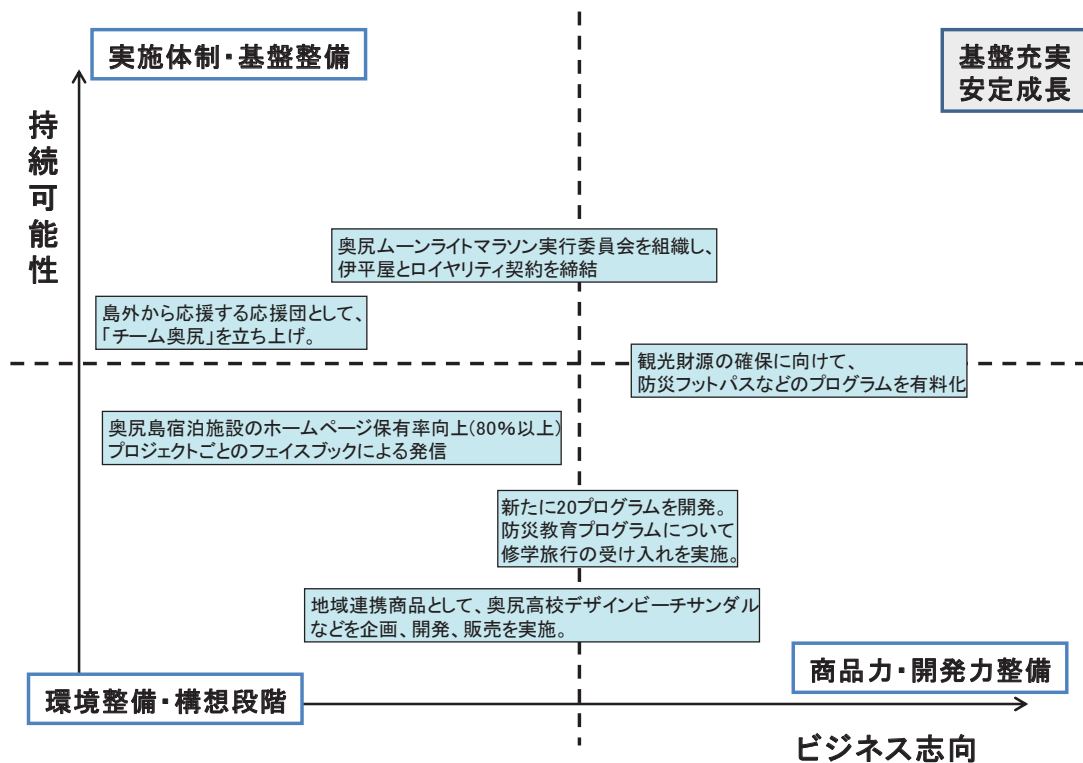 実施体制・基盤整備
基盤充実
安定成長
持続可能性
奥尻ムーンライトマラソン実行委員会を組織し、
伊平屋とロイヤリティ契約を締結
島外から応援する応援団として、
「チーム奥尻」を立ち上げ。
観光財源の確保に向けて、
防災フットパスなどのプログラムを有料化
奥尻島宿泊施設のホームページ保有率向上(80%以上)
プロジェクトごとのフェイスブックによる発信
新たに20プログラムを開発。
防災教育プログラムについて
修学旅行の受け入れを実施。
地域連携商品として、奥尻高校デザインビーチサンダル
などを企画、開発、販売を実施。
環境整備・構想段階
商品力・開発力整備
ビジネス志向